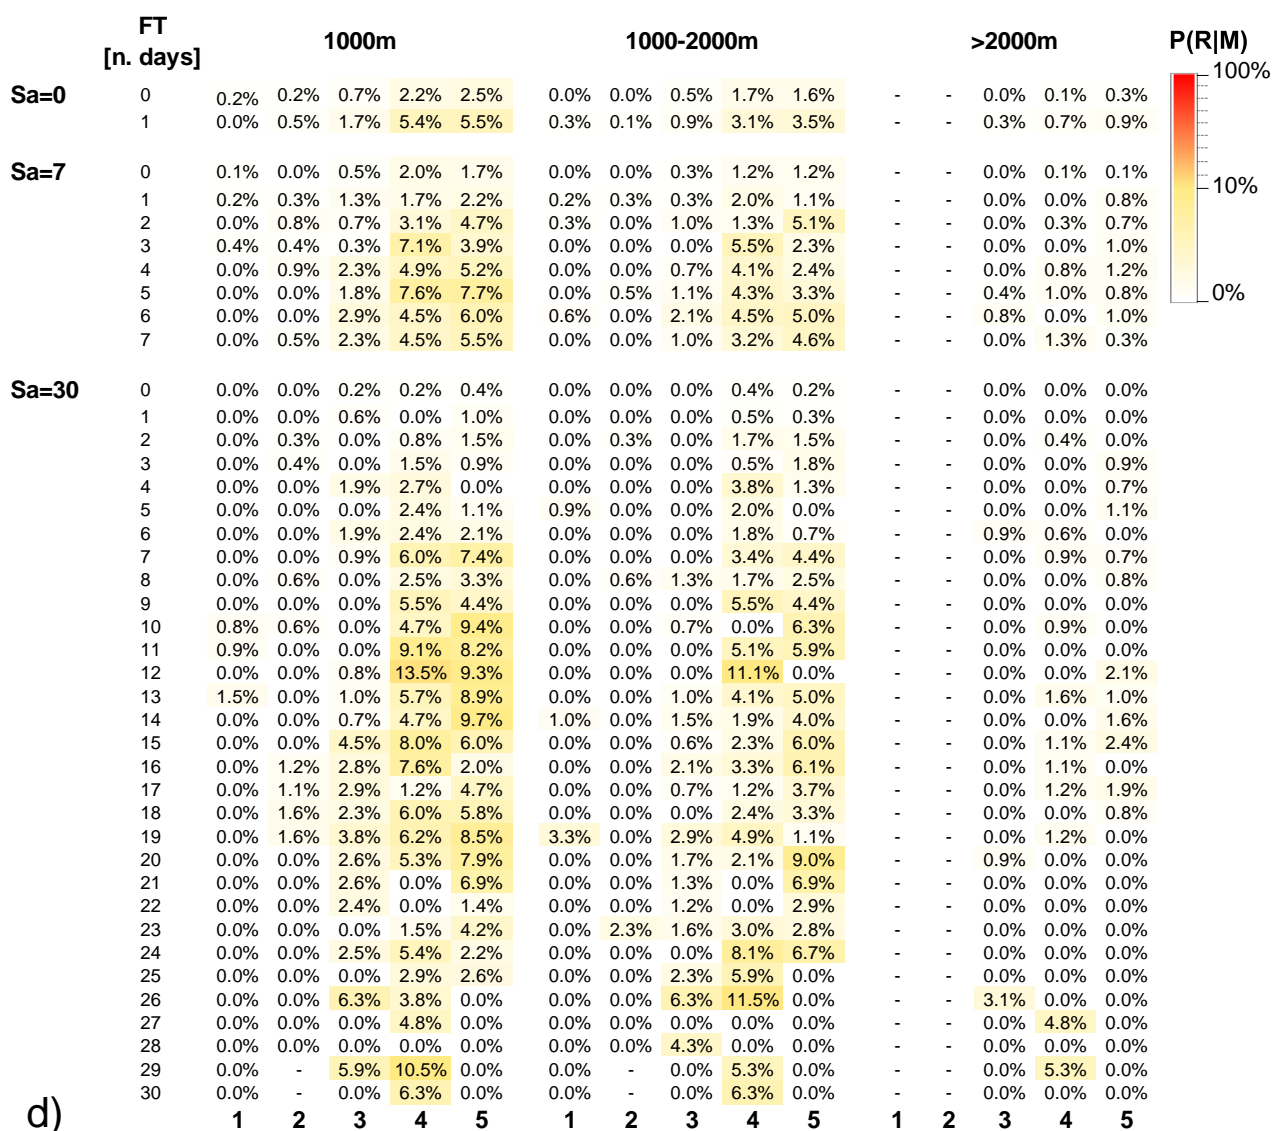 FT
[n. days] 1000m 1000-2000m >2000m P(R|M)
100%
10%
0%
Sa=0 0 0.2% 0.2% 0.7% 2.2% 2.5% 0.0% 0.0% 0.5% 1.7% 1.6% - - 0.0% 0.1% 0.3%
1 0.0% 0.5% 1.7% 5.4% 5.5% 0.3% 0.1% 0.9% 3.1% 3.5% - - 0.3% 0.7% 0.9%
Sa=7 0 0.1% 0.0% 0.5% 2.0% 1.7% 0.0% 0.0% 0.3% 1.2% 1.2% - - 0.0% 0.1% 0.1%
1 0.2% 0.3% 1.3% 1.7% 2.2% 0.2% 0.3% 0.3% 2.0% 1.1% - - 0.0% 0.0% 0.8%
2 0.0% 0.8% 0.7% 3.1% 4.7% 0.3% 0.0% 1.0% 1.3% 5.1% - - 0.0% 0.3% 0.7%
3 0.4% 0.4% 0.3% 7.1% 3.9% 0.0% 0.0% 0.0% 5.5% 2.3% - - 0.0% 0.0% 1.0%
4 0.0% 0.9% 2.3% 4.9% 5.2% 0.0% 0.0% 0.7% 4.1% 2.4% - - 0.0% 0.8% 1.2%
5 0.0% 0.0% 1.8% 7.6% 7.7% 0.0% 0.5% 1.1% 4.3% 3.3% - - 0.4% 1.0% 0.8%
6 0.0% 0.0% 2.9% 4.5% 6.0% 0.6% 0.0% 2.1% 4.5% 5.0% - - 0.8% 0.0% 1.0%
7 0.0% 0.5% 2.3% 4.5% 5.5% 0.0% 0.0% 1.0% 3.2% 4.6% - - 0.0% 1.3% 0.3%
Sa=30 0 0.0% 0.0% 0.2% 0.2% 0.4% 0.0% 0.0% 0.0% 0.4% 0.2% - - 0.0% 0.0% 0.0%
1 0.0% 0.0% 0.6% 0.0% 1.0% 0.0% 0.0% 0.0% 0.5% 0.3% - - 0.0% 0.0% 0.0%
2 0.0% 0.3% 0.0% 0.8% 1.5% 0.0% 0.3% 0.0% 1.7% 1.5% - - 0.0% 0.4% 0.0%
3 0.0% 0.4% 0.0% 1.5% 0.9% 0.0% 0.0% 0.0% 0.5% 1.8% - - 0.0% 0.0% 0.9%
4 0.0% 0.0% 1.9% 2.7% 0.0% 0.0% 0.0% 0.0% 3.8% 1.3% - - 0.0% 0.0% 0.7%
5 0.0% 0.0% 0.0% 2.4% 1.1% 0.9% 0.0% 0.0% 2.0% 0.0% - - 0.0% 0.0% 1.1%
6 0.0% 0.0% 1.9% 2.4% 2.1% 0.0% 0.0% 0.0% 1.8% 0.7% - - 0.9% 0.6% 0.0%
7 0.0% 0.0% 0.9% 6.0% 7.4% 0.0% 0.0% 0.0% 3.4% 4.4% - - 0.0% 0.9% 0.7%
8 0.0% 0.6% 0.0% 2.5% 3.3% 0.0% 0.6% 1.3% 1.7% 2.5% - - 0.0% 0.0% 0.8%
9 0.0% 0.0% 0.0% 5.5% 4.4% 0.0% 0.0% 0.0% 5.5% 4.4% - - 0.0% 0.0% 0.0%
10 0.8% 0.6% 0.0% 4.7% 9.4% 0.0% 0.0% 0.7% 0.0% 6.3% - - 0.0% 0.9% 0.0%
11 0.9% 0.0% 0.0% 9.1% 8.2% 0.0% 0.0% 0.0% 5.1% 5.9% - - 0.0% 0.0% 0.0%
12 0.0% 0.0% 0.8% 13.5% 9.3% 0.0% 0.0% 0.0% 11.1% 0.0% - - 0.0% 0.0% 2.1%
13 1.5% 0.0% 1.0% 5.7% 8.9% 0.0% 0.0% 1.0% 4.1% 5.0% - - 0.0% 1.6% 1.0%
14 0.0% 0.0% 0.7% 4.7% 9.7% 1.0% 0.0% 1.5% 1.9% 4.0% - - 0.0% 0.0% 1.6%
15 0.0% 0.0% 4.5% 8.0% 6.0% 0.0% 0.0% 0.6% 2.3% 6.0% - - 0.0% 1.1% 2.4%
16 0.0% 1.2% 2.8% 7.6% 2.0% 0.0% 0.0% 2.1% 3.3% 6.1% - - 0.0% 1.1% 0.0%
17 0.0% 1.1% 2.9% 1.2% 4.7% 0.0% 0.0% 0.7% 1.2% 3.7% - - 0.0% 1.2% 1.9%
18 0.0% 1.6% 2.3% 6.0% 5.8% 0.0% 0.0% 0.0% 2.4% 3.3% - - 0.0% 0.0% 0.8%
19 0.0% 1.6% 3.8% 6.2% 8.5% 3.3% 0.0% 2.9% 4.9% 1.1% - - 0.0% 1.2% 0.0%
20 0.0% 0.0% 2.6% 5.3% 7.9% 0.0% 0.0% 1.7% 2.1% 9.0% - - 0.9% 0.0% 0.0%
21 0.0% 0.0% 2.6% 0.0% 6.9% 0.0% 0.0% 1.3% 0.0% 6.9% - - 0.0% 0.0% 0.0%
22 0.0% 0.0% 2.4% 0.0% 1.4% 0.0% 0.0% 1.2% 0.0% 2.9% - - 0.0% 0.0% 0.0%
23 0.0% 0.0% 0.0% 1.5% 4.2% 0.0% 2.3% 1.6% 3.0% 2.8% - - 0.0% 0.0% 0.0%
24 0.0% 0.0% 2.5% 5.4% 2.2% 0.0% 0.0% 0.0% 8.1% 6.7% - - 0.0% 0.0% 0.0%
25 0.0% 0.0% 0.0% 2.9% 2.6% 0.0% 0.0% 2.3% 5.9% 0.0% - - 0.0% 0.0% 0.0%
26 0.0% 0.0% 6.3% 3.8% 0.0% 0.0% 0.0% 6.3% 11.5% 0.0% - - 3.1% 0.0% 0.0%
27 0.0% 0.0% 0.0% 4.8% 0.0% 0.0% 0.0% 0.0% 0.0% 0.0% - - 0.0% 4.8% 0.0%
28 0.0% 0.0% 0.0% 0.0% 0.0% 0.0% 0.0% 4.3% 0.0% 0.0% - - 0.0% 0.0% 0.0%
29 0.0% - 5.9% 10.5% 0.0% 0.0% - 0.0% 5.3% 0.0% - - 0.0% 5.3% 0.0%
30 0.0% - 0.0% 6.3% 0.0% 0.0% - 0.0% 6.3% 0.0% - - 0.0% 0.0% 0.0%
d) 1 2 3 4 5 1 2 3 4 5 1 2 3 4 5